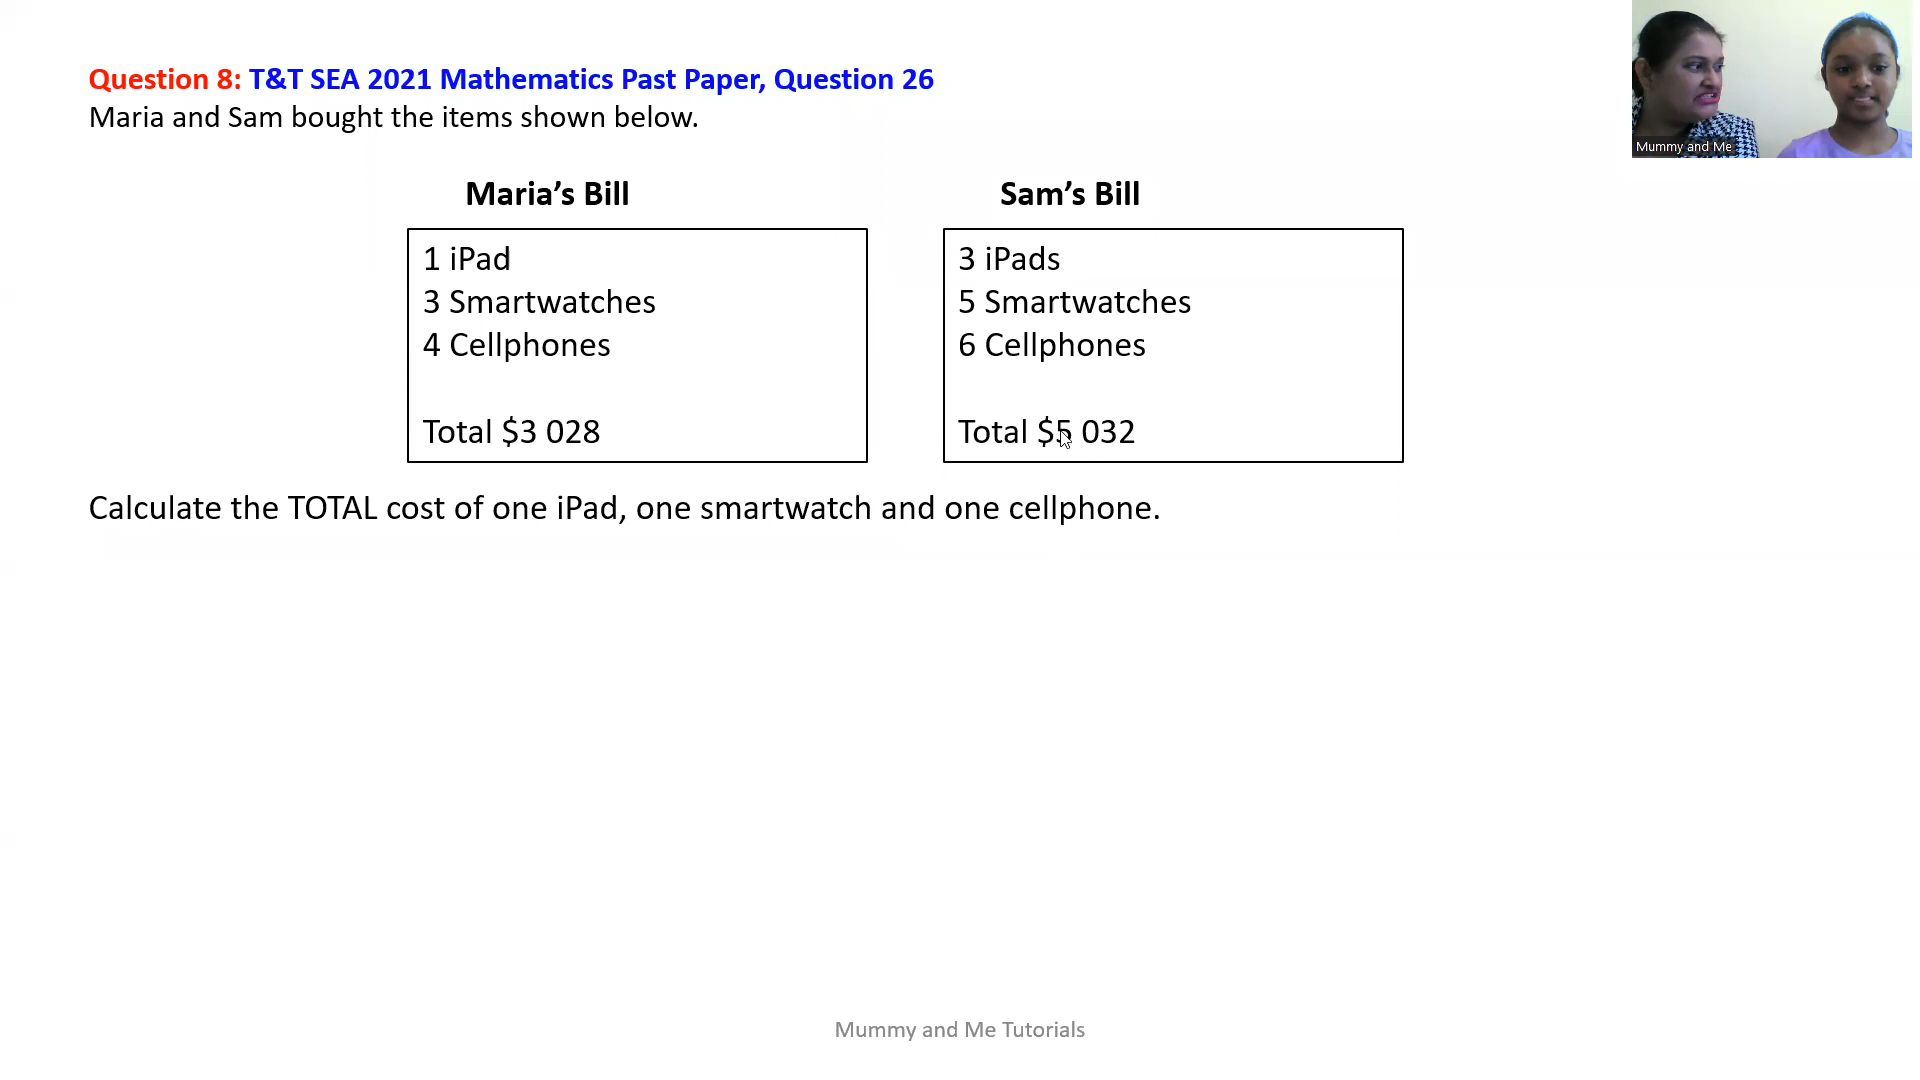 Question 8: T&T SEA 2021 Mathematics Past Paper, Question 26
Maria and Sam bought the items shown below.
Maria’s Bill
1 iPad
3 Smartwatches
4 Cellphones
Total $3 028
Sam’s Bill
3 iPads
5 Smartwatches
6 Cellphones
Total $5 032
Calculate the TOTAL cost of one iPad, one smartwatch and one cellphone.
Mummy and Me
Mummy and Me Tutorials